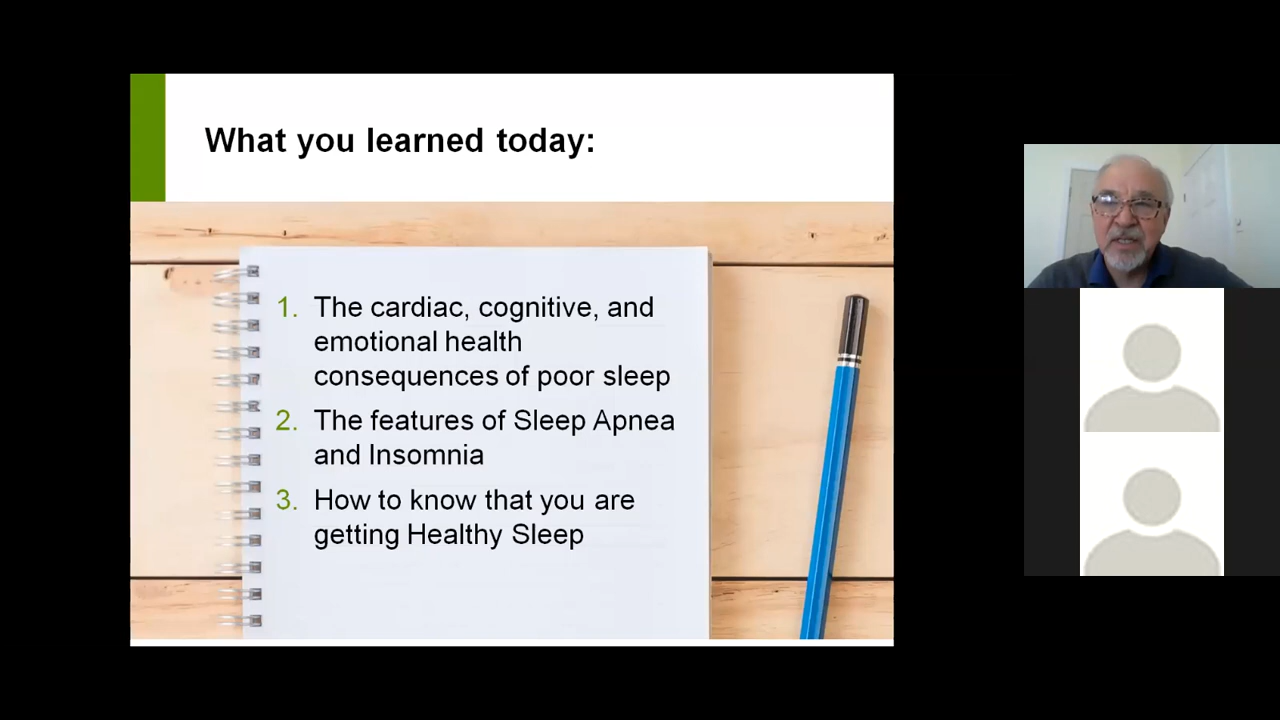 What you learned today:
1. The cardiac, cognitive, and
emotional health
consequences of poor sleep
2. The features of Sleep Apnea
and Insomnia
3. How to know that you are
getting Healthy Sleep